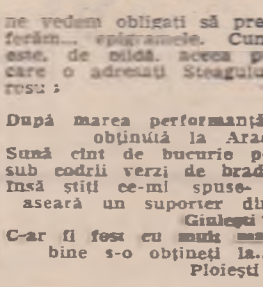 ne vedem obligați să pre
ferăm... epigramele. Cum
este, de pildă, aceea p
care o adresați Steagulu
roșu :
După marea performanță
obținută la Arad
Sună cînt de bucurie p
sub codrii verzi de brad
Însă știți ce-mi spuse-
aseară un suporter din
Giulești
C-ar fi fost cu mult mai
bine s-o obțineți la...
Ploiești